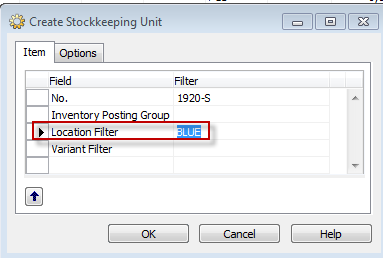 Create Stockkeeping Unit
Item Options
Field Filter
No. 1920-S
Inventory Posting Group
Location Filter BLUE
Variant Filter
OK Cancel Help